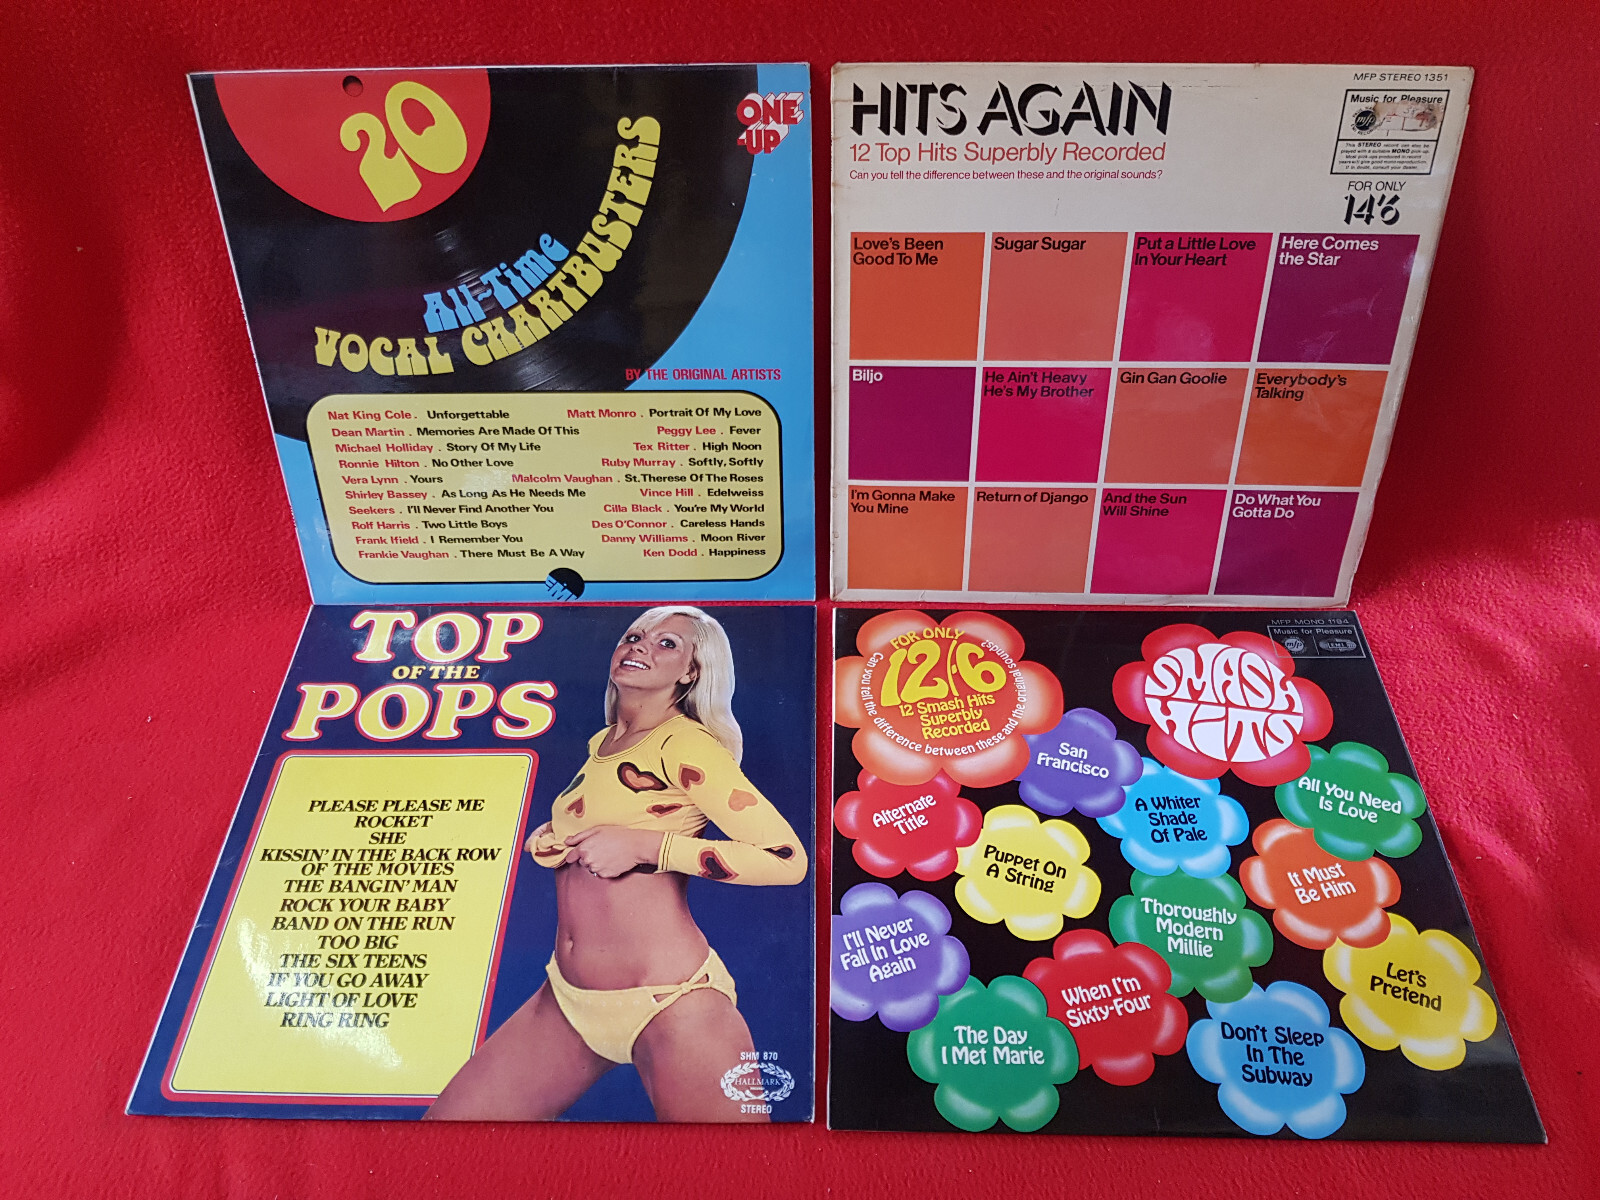 20
All-Time
VOCAL CHARTBUSTERS
ONE
-UP
BY THE ORIGINAL ARTISTS
Nat King Cole . Unforgettable
Dean Martin . Memories Are Made Of This
Michael Holliday . Story Of My Life
Ronnie Hilton . No Other Love
Vera Lynn . Yours
Shirley Bassey . As Long As He Needs Me
Seekers . I'll Never Find Another You
Rolf Harris . Two Little Boys
Frank Ifield . I Remember You
Frankie Vaughan . There Must Be A Way
Matt Monro . Portrait Of My Love
Peggy Lee . Fever
Tex Ritter . High Noon
Ruby Murray . Softly, Softly
Malcolm Vaughan . St. Therese Of The Roses
Vince Hill . Edelweiss
Cilla Black . You're My World
Des O'Connor . Careless Hands
Danny Williams . Moon River
Ken Dodd . Happiness
EMI
HITS AGAIN
12 Top Hits Superbly Recorded
Can you tell the difference between these and the original sounds?
MFP STEREO 1351
Music for Pleasure
mfp
This STEREO record can also be
played with a suitable MONO pick-up.
FOR ONLY
14'6
Love's Been
Good To Me
Sugar Sugar
Put a Little Love
In Your Heart
Here Comes
the Star
Biljo
He Ain't Heavy
He's My Brother
Gin Gan Goolie
Everybody's
Talking
I'm Gonna Make
You Mine
Return of Django
And the Sun
Will Shine
Do What You
Gotta Do
TOP
OF THE
POPS
PLEASE PLEASE ME
ROCKET
SHE
KISSIN' IN THE BACK ROW
OF THE MOVIES
THE BANGIN' MAN
ROCK YOUR BABY
BAND ON THE RUN
TOO BIG
THE SIX TEENS
IF YOU GO AWAY
LIGHT OF LOVE
RING RING
SHM 870
HALLMARK
STEREO
FOR ONLY
12/6
12 Smash Hits
Superbly
Recorded
Can you tell the difference between these and the original sounds?
SMASH
HITS
MFP MONO 1184
Music for Pleasure
mfp
E.M.I.
San
Francisco
All You Need
Is Love
Alternate
Title
A Whiter
Shade
Of Pale
Puppet On
A String
It Must
Be Him
I'll Never
Fall In Love
Again
Thoroughly
Modern
Millie
When I'm
Sixty-Four
Let's
Pretend
The Day
I Met Marie
Don't Sleep
In The
Subway